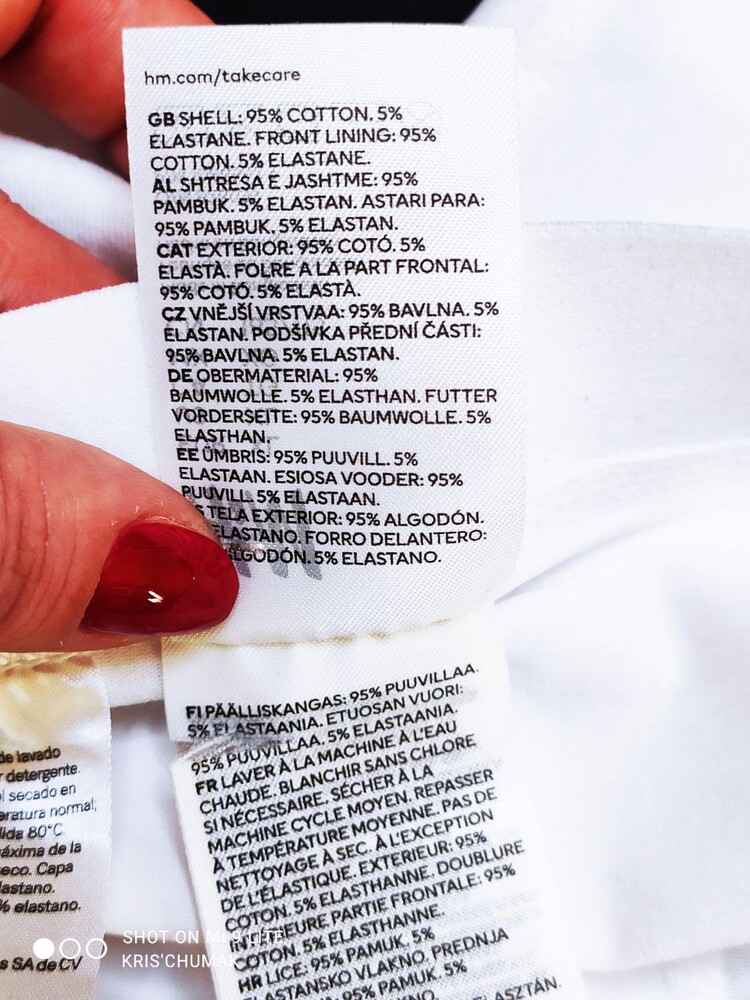 hm.com/takecare
GB SHELL: 95% COTTON. 5%
ELASTANE. FRONT LINING: 95%
COTTON. 5% ELASTANE.
AL SHTRESA E JASHTME: 95%
PAMBUK. 5% ELASTAN. ASTARI PARA:
95% PAMBUK. 5% ELASTAN.
CAT EXTERIOR: 95% COTÓ. 5%
ELASTÀ. FOLRE A LA PART FRONTAL:
95% COTÓ. 5% ELASTÀ.
CZ VNĚJŠÍ VRSTVAA: 95% BAVLNA. 5%
ELASTAN. PODŠÍVKA PŘEDNÍ ČÁSTI:
95% BAVLNA. 5% ELASTAN.
DE OBERMATERIAL: 95%
BAUMWOLLE. 5% ELASTHAN. FUTTER
VORDERSEITE: 95% BAUMWOLLE. 5%
ELASTHAN.
EE ÜMBRIS: 95% PUUVILL. 5%
ELASTAAN. ESIOSA VOODER: 95%
PUUVILL. 5% ELASTAAN.
TELA EXTERIOR: 95% ALGODÓN.
ELASTANO. FORRO DELANTERO:
ALGODÓN. 5% ELASTANO.
FI PÄÄLLISKANGAS: 95% PUUVILLAA.
5% ELASTAANIA. ETUOSAN VUORI:
95% PUUVILLAA. 5% ELASTAANIA.
FR LAVER À LA MACHINE À L'EAU
CHAUDE. BLANCHIR SANS CHLORE
SI NÉCESSAIRE. SÉCHER À LA
MACHINE CYCLE MOYEN. REPASSER
À TEMPÉRATURE MOYENNE. PAS DE
NETTOYAGE À SEC. À L'EXCEPTION
DE L'ÉLASTIQUE. EXTERIEUR: 95%
COTON. 5% ELASTHANNE. DOUBLURE
PARTIE FRONTALE: 95%
COTON. 5% ELASTHANNE.
HR LICE: 95% PAMUK. 5%
ELASTANSKO VLAKNO. PREDNJA
95% PAMUK. 5%
ELASZTÁN.
de lavado
detergente.
secado en
normal;
80°C.
máxima de la
seco. Capa
elastano.
% elastano.
SA de CV
SHOT ON MI 9 LITE
KRIS'CHUMAK